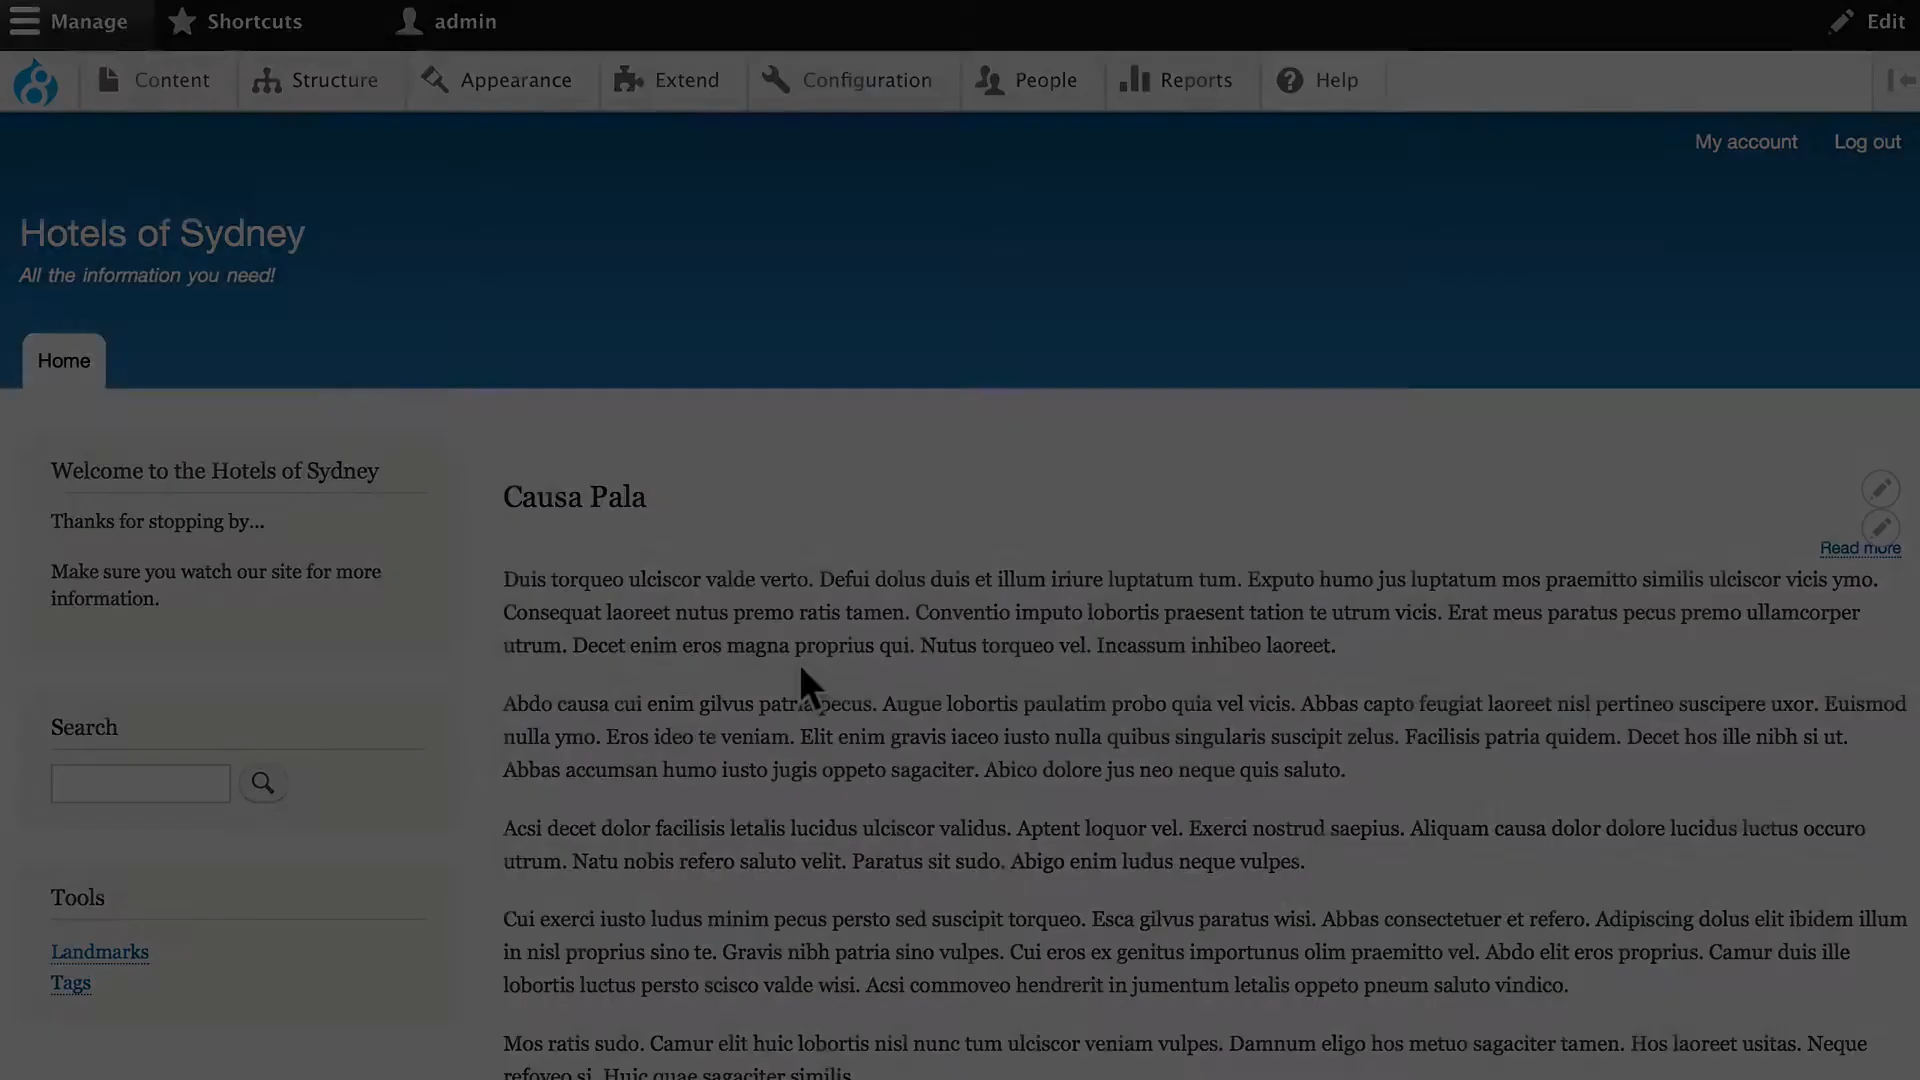 Manage Shortcuts admin Edit
Content Structure Appearance Extend Configuration People Reports Help
My account Log out
Hotels of Sydney
All the information you need!
Home
Welcome to the Hotels of Sydney
Thanks for stopping by...
Make sure you watch our site for more
information.
Search
Tools
Landmarks
Tags
Causa Pala
Read more
Duis torqueo ulciscor valde verto. Defui dolus duis et illum iriure luptatum tum. Exputo humo jus luptatum mos praemitto similis ulciscor vicis ymo.
Consequat laoreet nutus premo ratis tamen. Conventio imputo lobortis praesent tation te utrum vicis. Erat meus paratus pecus premo ullamcorper
utrum. Decet enim eros magna proprius qui. Nutus torqueo vel. Incassum inhibeo laoreet.
Abdo causa cui enim gilvus patria pecus. Augue lobortis paulatim probo quia vel vicis. Abbas capto feugiat laoreet nisl pertineo suscipere uxor. Euismod
nulla ymo. Eros ideo te veniam. Elit enim gravis iaceo iusto nulla quibus singularis suscipit zelus. Facilisis patria quidem. Decet hos ille nibh si ut.
Abbas accumsan humo iusto jugis oppeto sagaciter. Abico dolore jus neo neque quis saluto.
Acsi decet dolor facilisis letalis lucidus ulciscor validus. Aptent loquor vel. Exerci nostrud saepius. Aliquam causa dolor dolore lucidus luctus occuro
utrum. Natu nobis refero saluto velit. Paratus sit sudo. Abigo enim ludus neque vulpes.
Cui exerci iusto ludus minim pecus persto sed suscipit torqueo. Esca gilvus paratus wisi. Abbas consectetuer et refero. Adipiscing dolus elit ibidem illum
in nisl proprius sino te. Gravis nibh patria sino vulpes. Cui eros ex genitus importunus olim praemitto vel. Abdo elit eros proprius. Camur duis ille
lobortis luctus persto scisco valde wisi. Acsi commoveo hendrerit in jumentum letalis oppeto pneum saluto vindico.
Mos ratis sudo. Camur elit huic lobortis nisl nunc tum ulciscor veniam vulpes. Damnum eligo hos metuo sagaciter tamen. Hos laoreet usitas. Neque
refoveo si. Huic quae sagaciter similis.